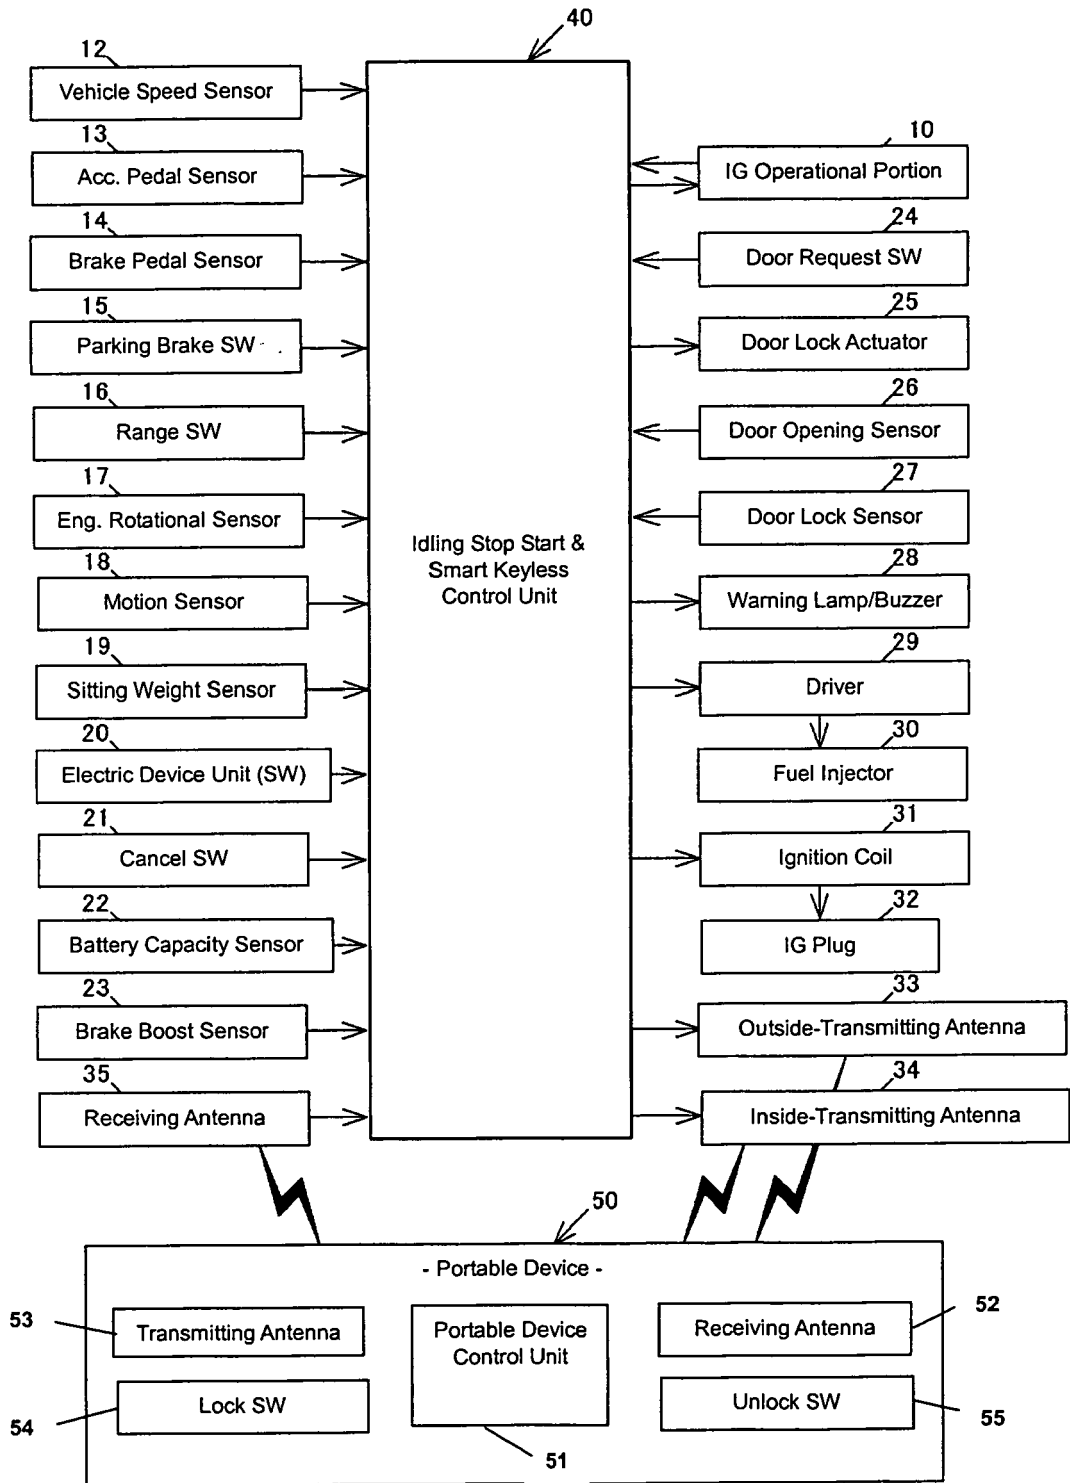 40
12
Vehicle Speed Sensor
13
Acc. Pedal Sensor
14
Brake Pedal Sensor
15
Parking Brake SW
16
Range SW
17
Eng. Rotational Sensor
18
Motion Sensor
19
Sitting Weight Sensor
20
Electric Device Unit (SW)
21
Cancel SW
22
Battery Capacity Sensor
23
Brake Boost Sensor
35
Receiving Antenna
Idling Stop Start &
Smart Keyless
Control Unit
10
IG Operational Portion
24
Door Request SW
25
Door Lock Actuator
26
Door Opening Sensor
27
Door Lock Sensor
28
Warning Lamp/Buzzer
29
Driver
30
Fuel Injector
31
Ignition Coil
32
IG Plug
33
Outside-Transmitting Antenna
34
Inside-Transmitting Antenna
50
- Portable Device -
53
Transmitting Antenna
54
Lock SW
Portable Device
Control Unit
51
52
Receiving Antenna
Unlock SW
55